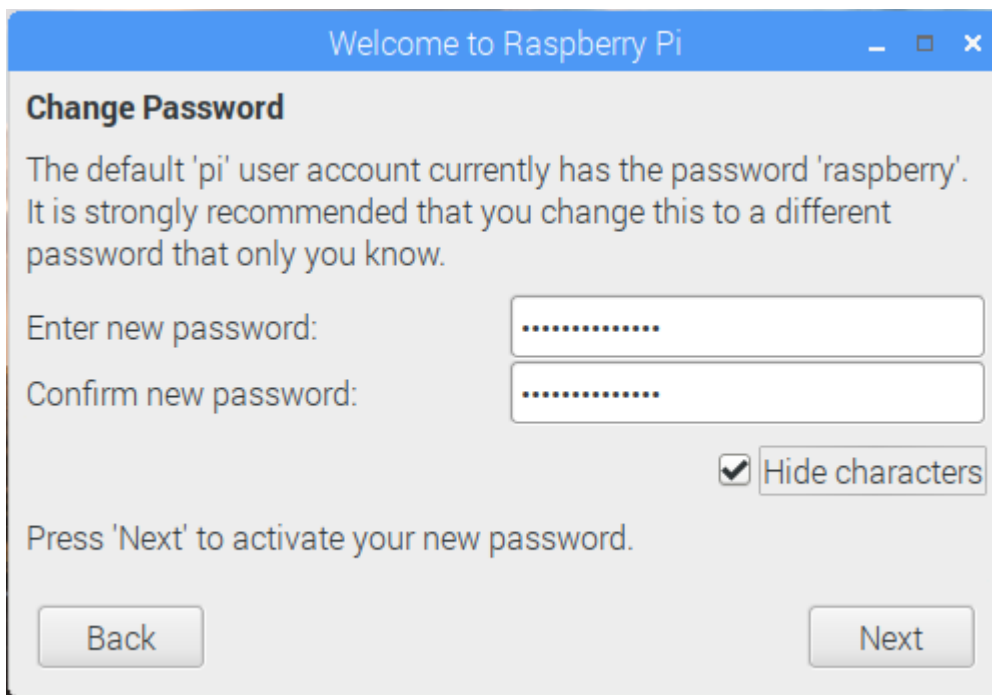 Welcome to Raspberry Pi
Change Password
The default 'pi' user account currently has the password 'raspberry'.
It is strongly recommended that you change this to a different
password that only you know.
Enter new password: ••••••••••••••
Confirm new password: ••••••••••••••
Hide characters
Press 'Next' to activate your new password.
Back Next